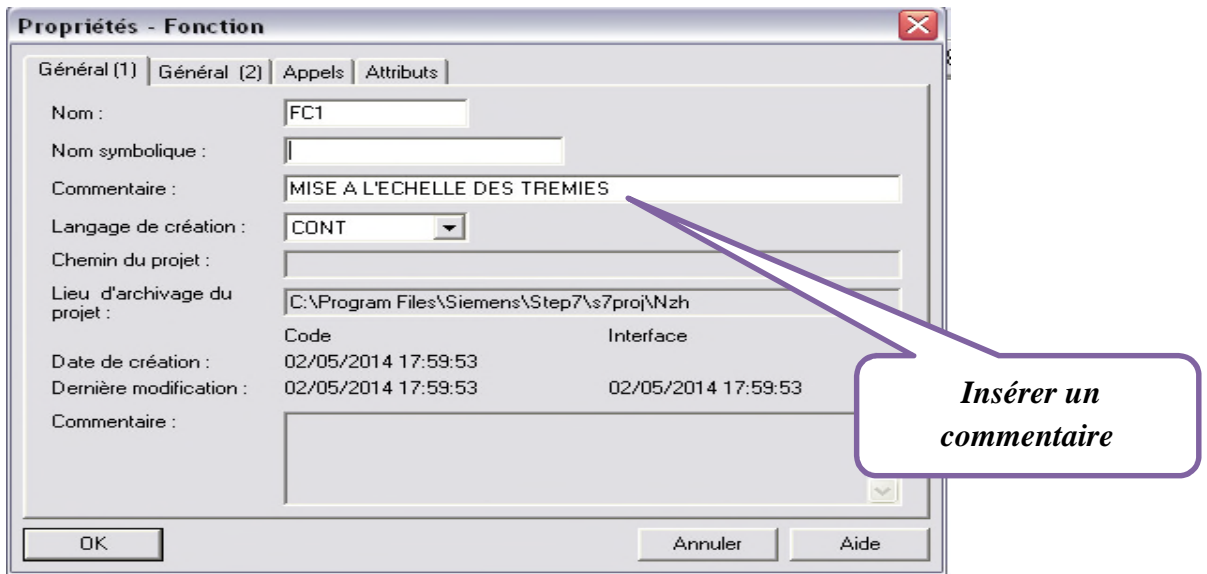 Propriétés - Fonction
Général (1) Général (2) Appels Attributs
Nom : FC1
Nom symbolique :
Commentaire : MISE A L'ECHELLE DES TREMIES
Langage de création : CONT
Chemin du projet :
Lieu d'archivage du
projet : C:\Program Files\Siemens\Step7\s7proj\Nzh
Code Interface
Date de création : 02/05/2014 17:59:53
Dernière modification : 02/05/2014 17:59:53 02/05/2014 17:59:53
Commentaire :
Insérer un
commentaire
OK Annuler Aide